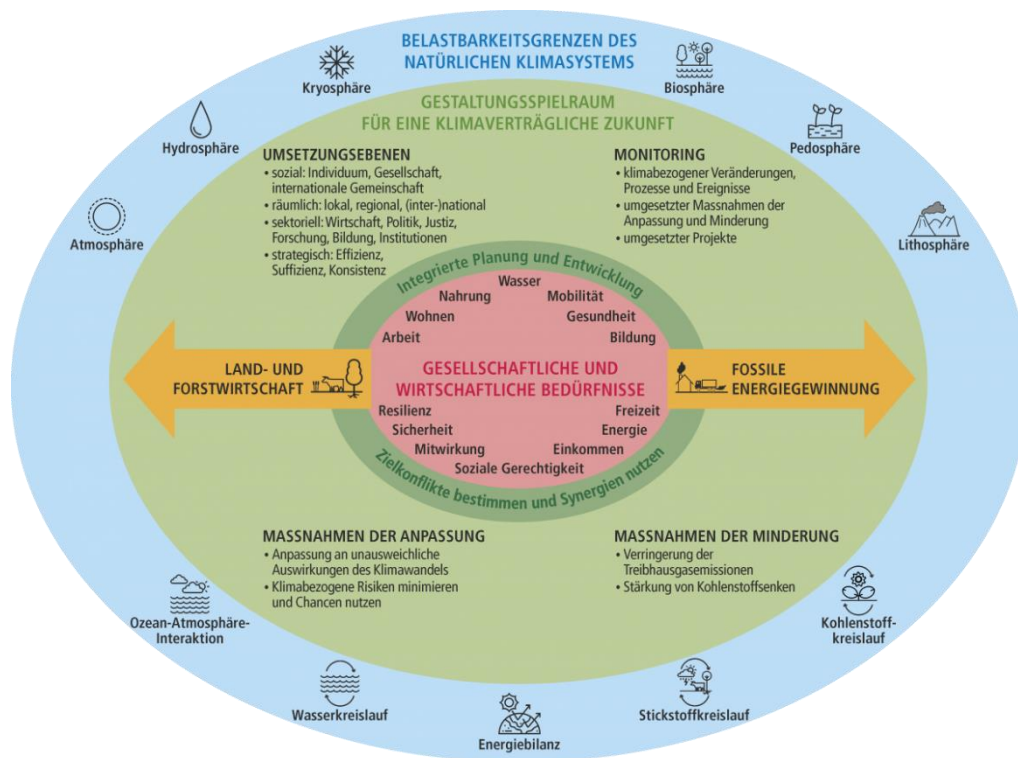 BELASTBARKEITSGRENZEN DES
NATÜRLICHEN KLIMASYSTEMS
Kryosphäre
Biosphäre
Hydrosphäre
Pedosphäre
Atmosphäre
Lithosphäre
GESTALTUNGSSPIELRAUM
FÜR EINE KLIMAVERTRÄGLICHE ZUKUNFT
UMSETZUNGSEBENEN
• sozial: Individuum, Gesellschaft,
internationale Gemeinschaft
• räumlich: lokal, regional, (inter-)national
• sektoriell: Wirtschaft, Politik, Justiz,
Forschung, Bildung, Institutionen
• strategisch: Effizienz,
Suffizienz, Konsistenz
MONITORING
• klimabezogener Veränderungen,
Prozesse und Ereignisse
• umgesetzter Massnahmen der
Anpassung und Minderung
• umgesetzter Projekte
Integrierte Planung und Entwicklung
Wasser
Nahrung
Mobilität
Wohnen
Gesundheit
Arbeit
Bildung
LAND- UND
FORSTWIRTSCHAFT
GESELLSCHAFTLICHE UND
WIRTSCHAFTLICHE BEDÜRFNISSE
FOSSILE
ENERGIEGEWINNUNG
Resilienz
Freizeit
Sicherheit
Energie
Mitwirkung
Einkommen
Soziale Gerechtigkeit
Zielkonflikte bestimmen und Synergien nutzen
MASSNAHMEN DER ANPASSUNG
• Anpassung an unausweichliche
Auswirkungen des Klimawandels
• Klimabezogene Risiken minimieren
und Chancen nutzen
MASSNAHMEN DER MINDERUNG
• Verringerung der
Treibhausgasemissionen
• Stärkung von Kohlenstoffsenken
Ozean-Atmosphäre-
Interaktion
Kohlenstoff-
kreislauf
Wasserkreislauf
Stickstoffkreislauf
Energiebilanz